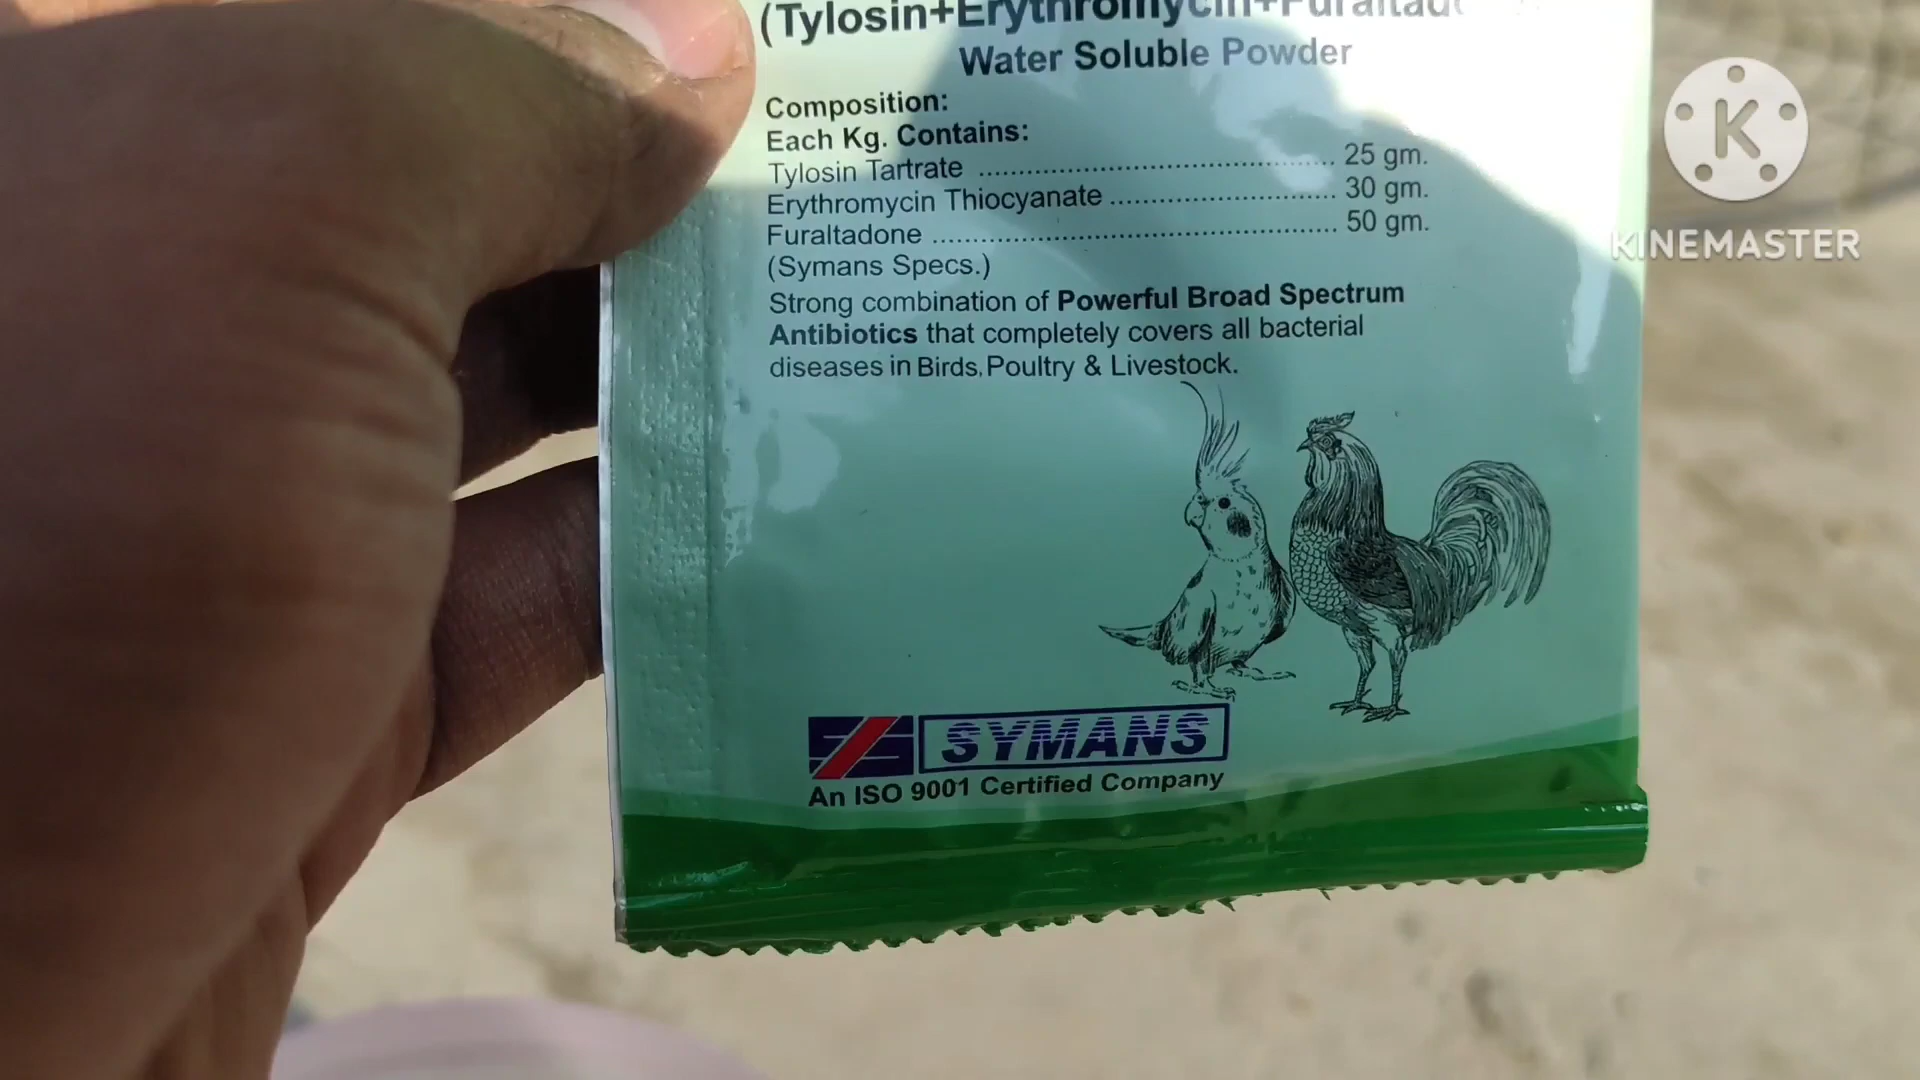 (Tylosin+Erythromycin+Furaltad
Water Soluble Powder
Composition:
Each Kg. Contains:
Tylosin Tartrate ........................................... 25 gm.
Erythromycin Thiocyanate ........................... 30 gm.
Furaltadone ................................................ 50 gm.
(Symans Specs.)
Strong combination of Powerful Broad Spectrum
Antibiotics that completely covers all bacterial
diseases in Birds, Poultry & Livestock.
SYMANS
An ISO 9001 Certified Company
K
KINEMASTER